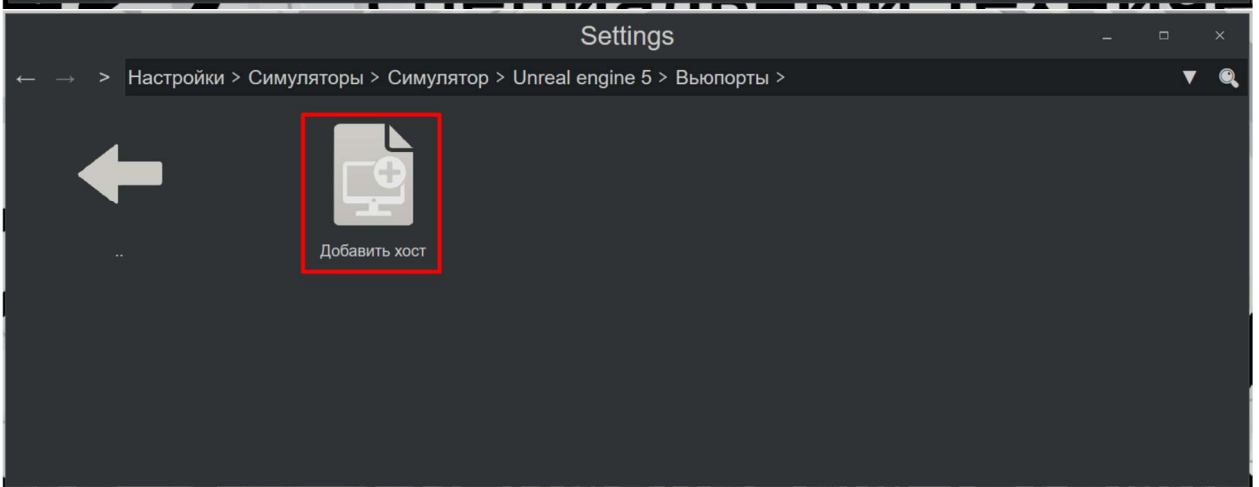 Settings
> Настройки > Симуляторы > Симулятор > Unreal engine 5 > Вьюпорты >
..
Добавить хост